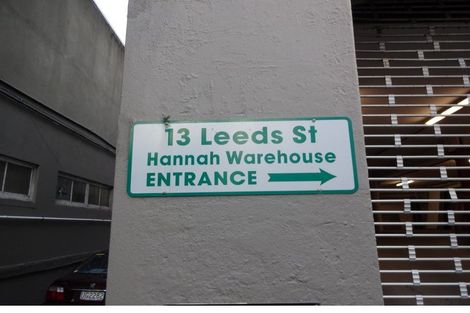 13 Leeds St
Hannah Warehouse
ENTRANCE